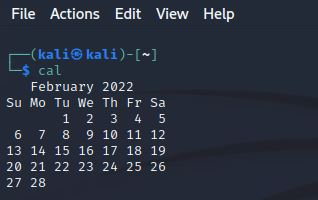 File Actions Edit View Help
┌──(kali㉿kali)-[~]
└─$ cal
February 2022
Su Mo Tu We Th Fr Sa
1 2 3 4 5
6 7 8 9 10 11 12
13 14 15 16 17 18 19
20 21 22 23 24 25 26
27 28